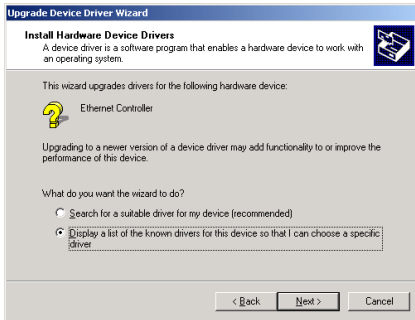 Upgrade Device Driver Wizard
Install Hardware Device Drivers
A device driver is a software program that enables a hardware device to work with
an operating system.
This wizard upgrades drivers for the following hardware device:
Ethernet Controller
Upgrading to a newer version of a device driver may add functionality to or improve the
performance of this device.
What do you want the wizard to do?
Search for a suitable driver for my device (recommended)
Display a list of the known drivers for this device so that I can choose a specific
driver
< Back
Next >
Cancel